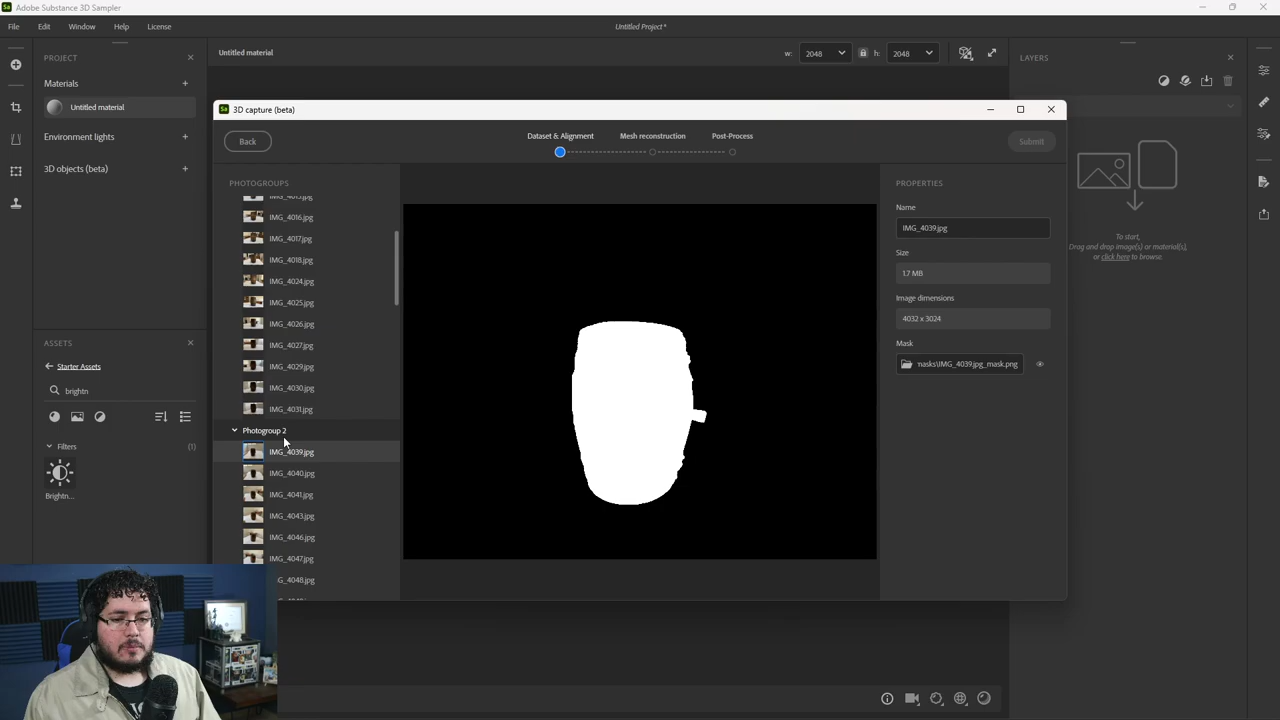 Sa Adobe Substance 3D Sampler
File Edit Window Help License
Untitled Project*
PROJECT
Materials
Untitled material
Environment lights
3D objects (beta)
Untitled material
w: 2048 h: 2048
LAYERS
To start,
Drag and drop image(s) or material(s),
or click here to browse.
ASSETS
Starter Assets
brightn
Filters (1)
Brightn...
Sa 3D capture (beta)
Back
Dataset & Alignment Mesh reconstruction Post-Process
Submit
PHOTOGROUPS
IMG_4015.jpg
IMG_4016.jpg
IMG_4017.jpg
IMG_4018.jpg
IMG_4024.jpg
IMG_4025.jpg
IMG_4026.jpg
IMG_4027.jpg
IMG_4029.jpg
IMG_4030.jpg
IMG_4031.jpg
Photogroup 2
IMG_4039.jpg
IMG_4040.jpg
IMG_4041.jpg
IMG_4043.jpg
IMG_4046.jpg
IMG_4047.jpg
G_4048.jpg
PROPERTIES
Name
IMG_4039.jpg
Size
1.7 MB
Image dimensions
4032 x 3024
Mask
nasks\IMG_4039.jpg_mask.png